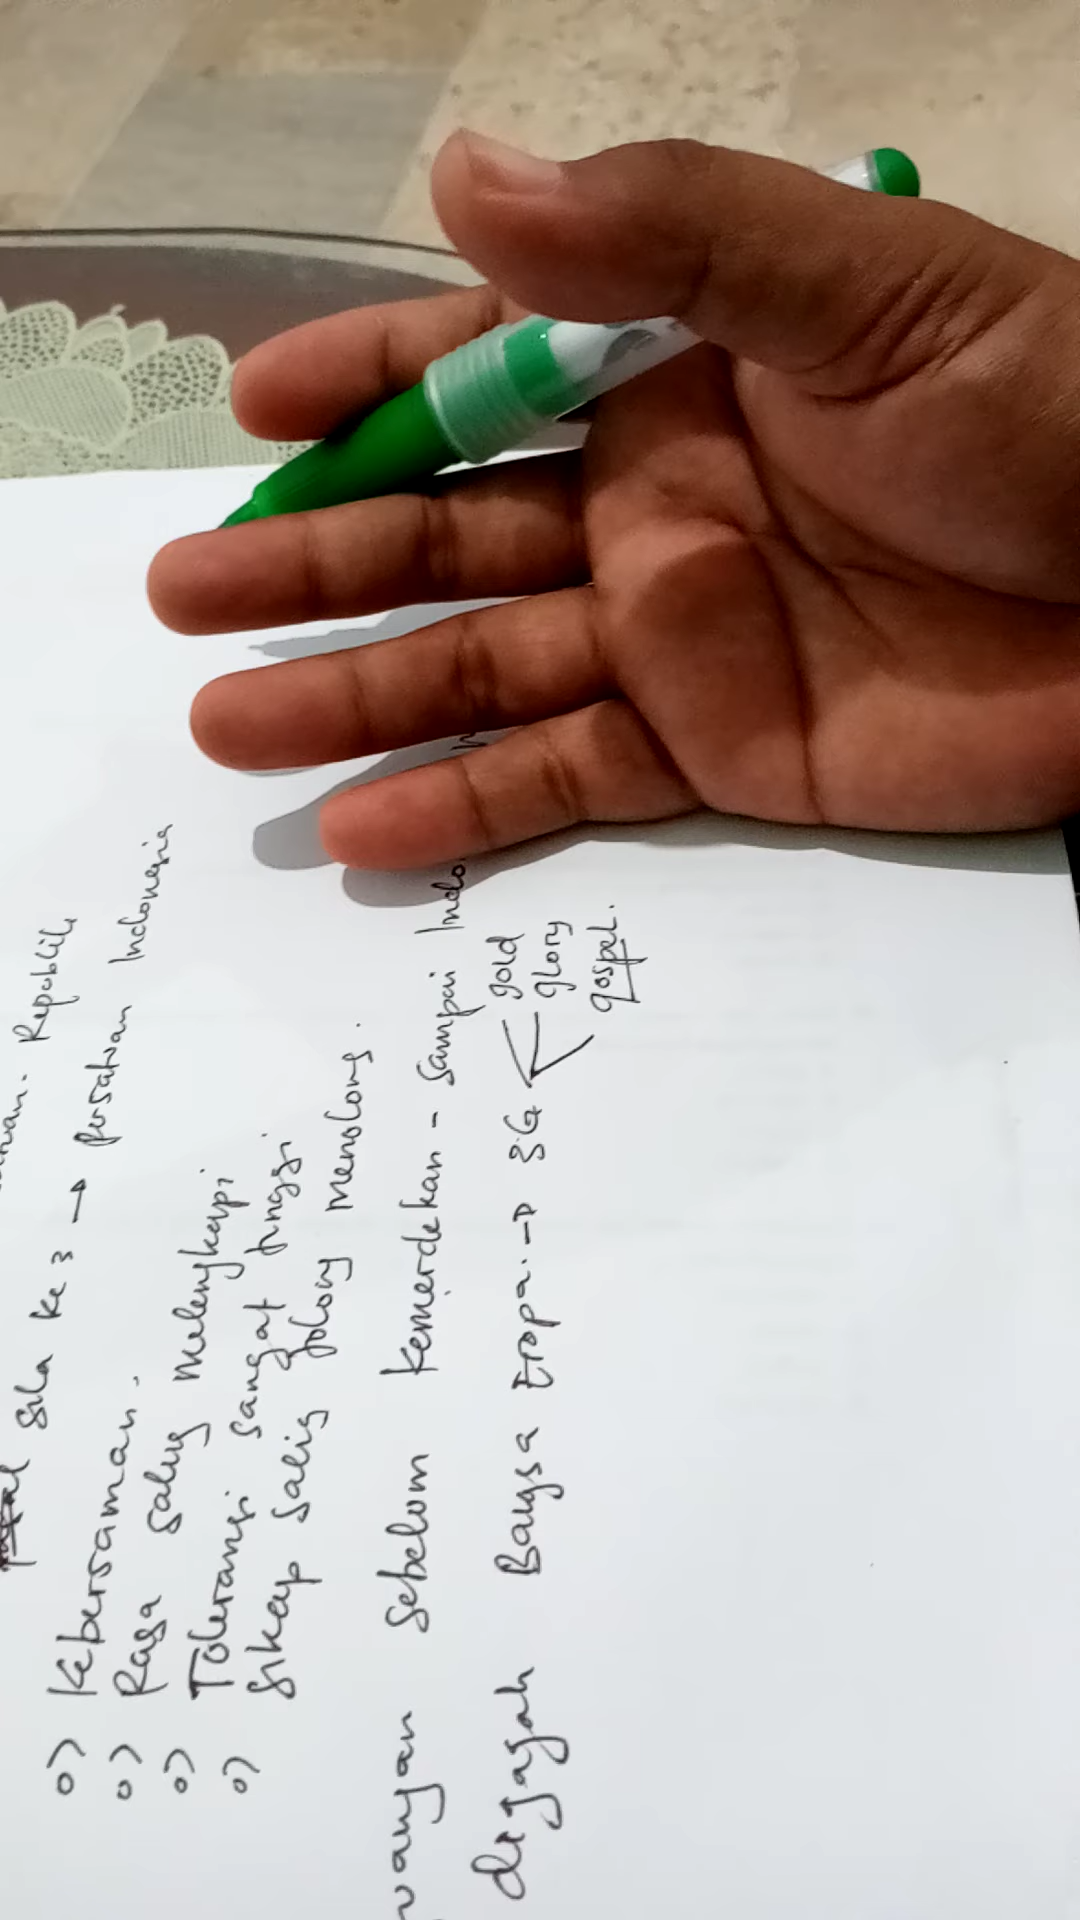 Republik
Sila ke 3 → persatuan Indonesia
o) Kebersamaan.
o) Rasa saling melengkapi
o) Toleransi sangat tinggi
o) Sikap saling tolong menolong.
sebelum kemerdekaan - sampai Indo
dijajah Bangsa Eropa. → 3G gold
glory
gospel.